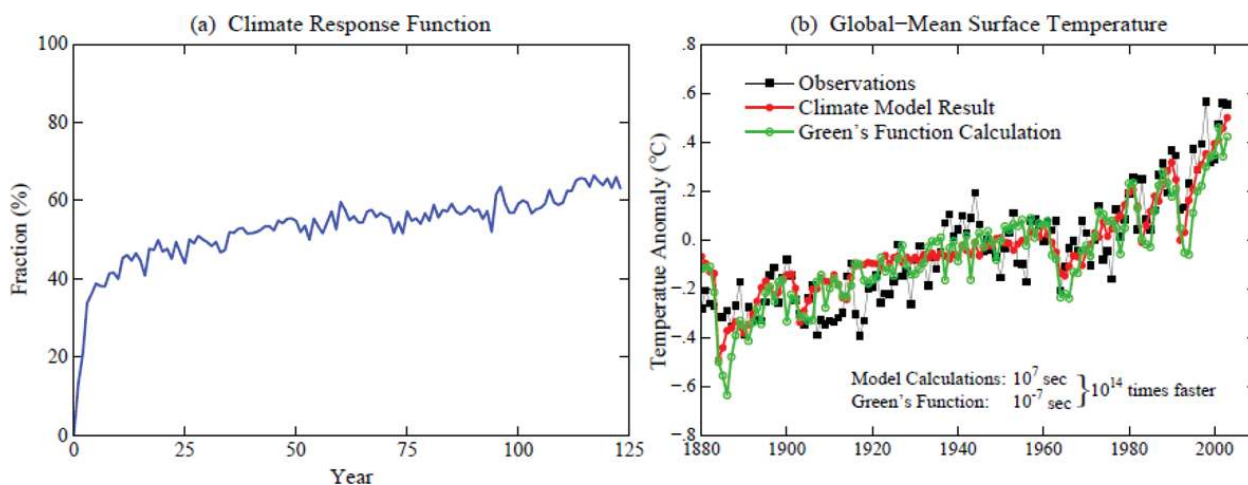 (a) Climate Response Function
100
80
60
40
20
0
Fraction (%)
0 25 50 75 100 125
Year
(b) Global−Mean Surface Temperature
.8
.6
.4
.2
0.
-.2
-.4
-.6
-.8
Temperatue Anomaly (°C)
Observations
Climate Model Result
Green's Function Calculation
Model Calculations: 10⁷ sec
Green's Function: 10⁻⁷ sec
10¹⁴ times faster
1880 1900 1920 1940 1960 1980 2000